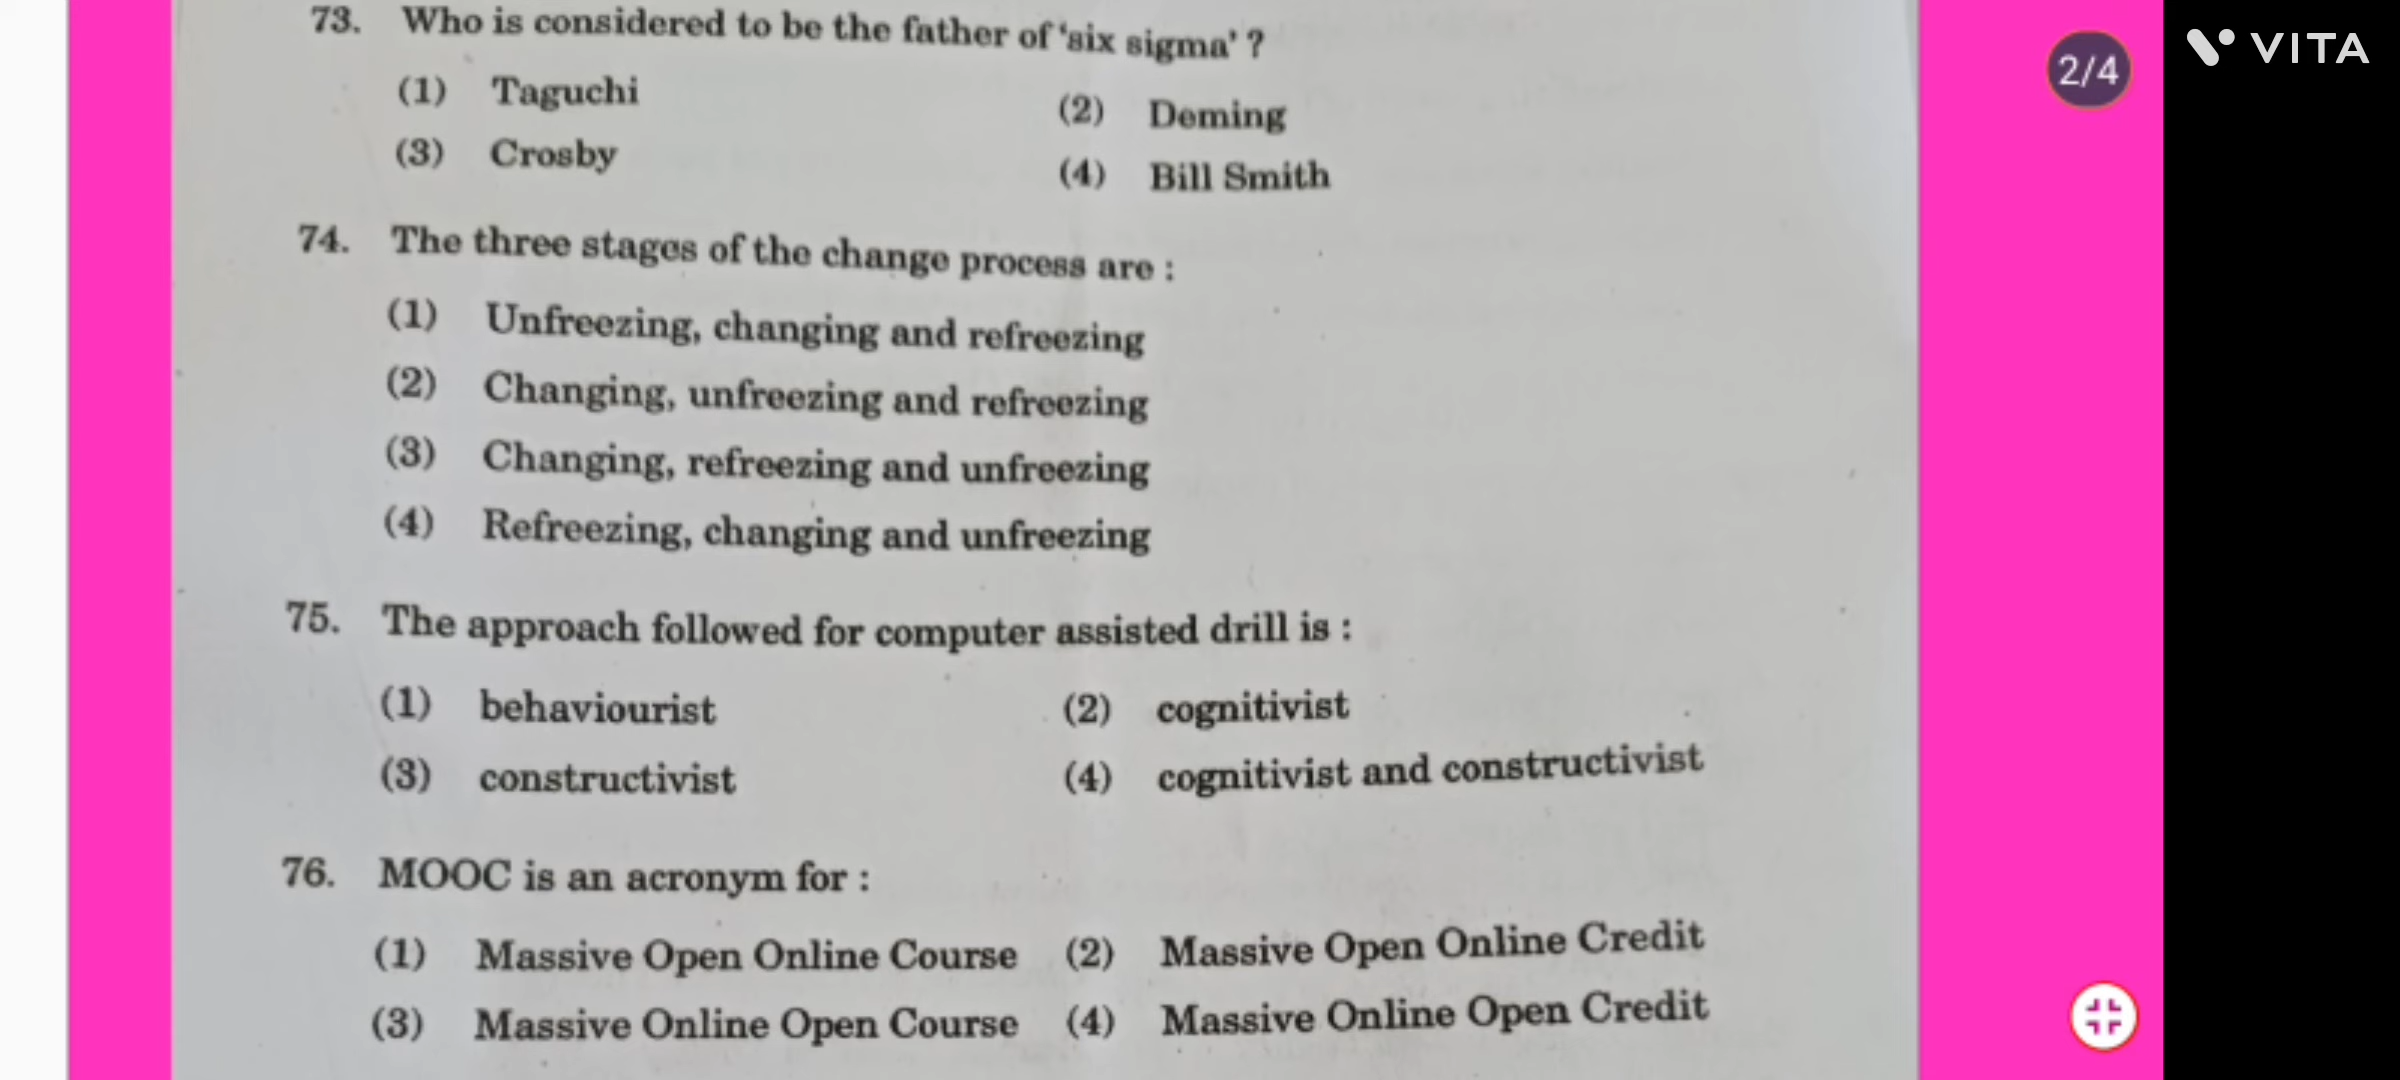 73. Who is considered to be the father of 'six sigma' ?
(1) Taguchi (2) Deming
(3) Crosby (4) Bill Smith
74. The three stages of the change process are :
(1) Unfreezing, changing and refreezing
(2) Changing, unfreezing and refreezing
(3) Changing, refreezing and unfreezing
(4) Refreezing, changing and unfreezing
75. The approach followed for computer assisted drill is :
(1) behaviourist (2) cognitivist
(3) constructivist (4) cognitivist and constructivist
76. MOOC is an acronym for :
(1) Massive Open Online Course (2) Massive Open Online Credit
(3) Massive Online Open Course (4) Massive Online Open Credit
2/4
VITA